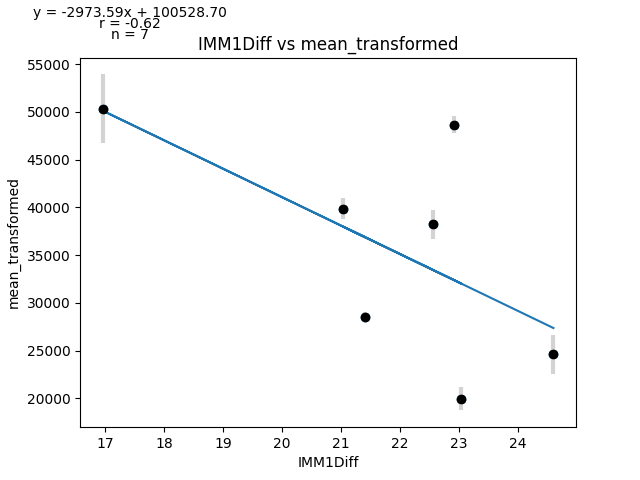 y = -2973.59x + 100528.70
r = -0.62
n = 7
IMM1Diff vs mean_transformed
55000
50000
45000
40000
35000
30000
25000
20000
mean_transformed
17 18 19 20 21 22 23 24
IMM1Diff